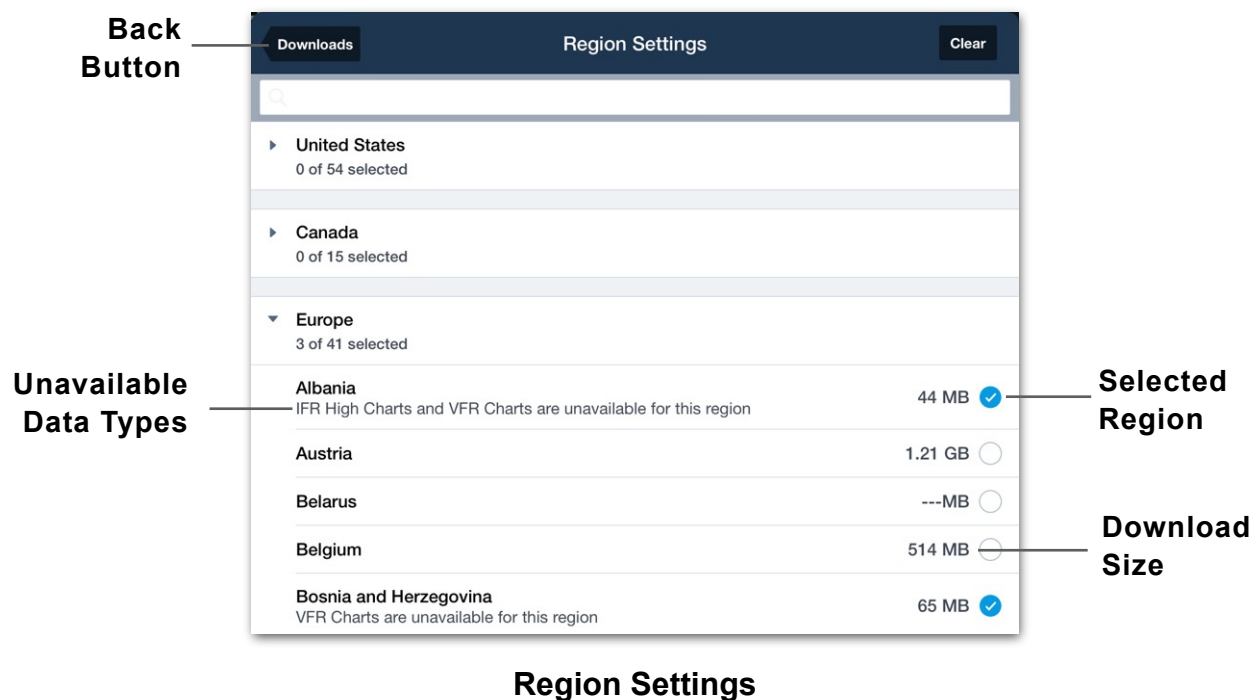 Back
Button
Downloads
Region Settings
Clear
United States
0 of 54 selected
Canada
0 of 15 selected
Europe
3 of 41 selected
Unavailable
Data Types
Albania
IFR High Charts and VFR Charts are unavailable for this region
44 MB
Selected
Region
Austria
1.21 GB
Belarus
---MB
Belgium
514 MB
Download
Size
Bosnia and Herzegovina
VFR Charts are unavailable for this region
65 MB
Region Settings